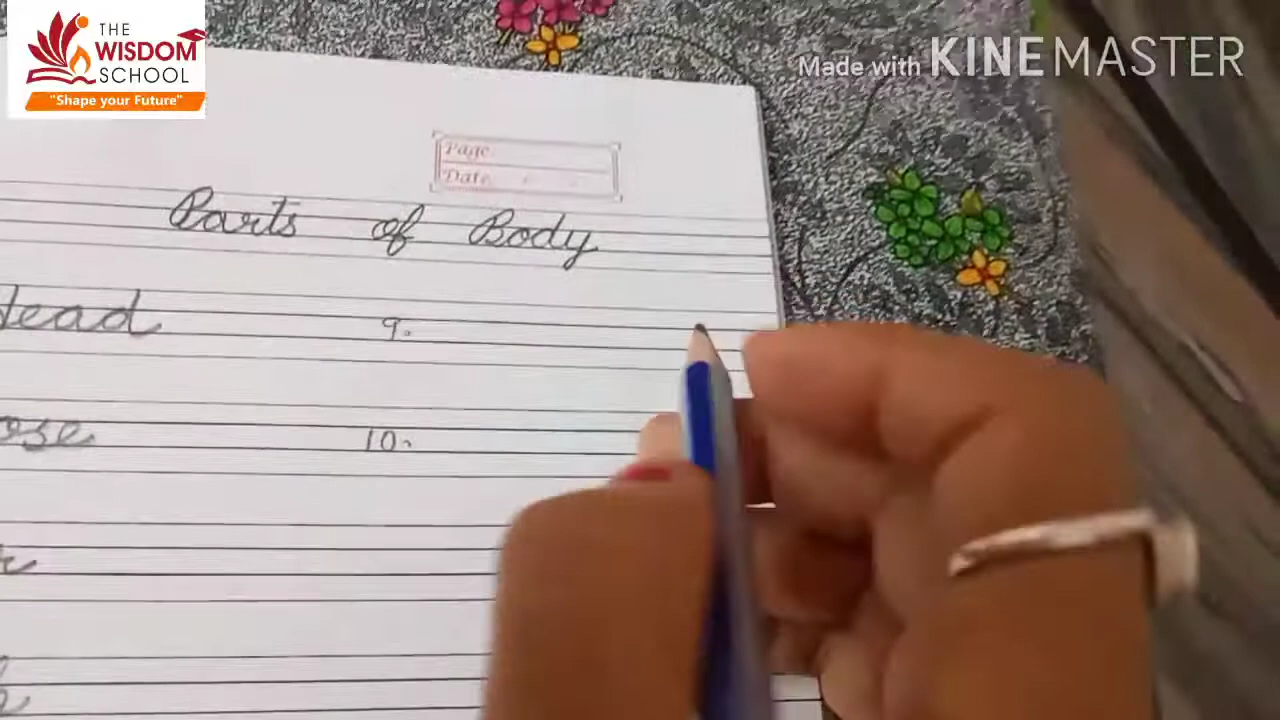 THE
WISDOM
SCHOOL
"Shape your Future"
Made with KINEMASTER
Page
Date
Parts of Body
9.
10.